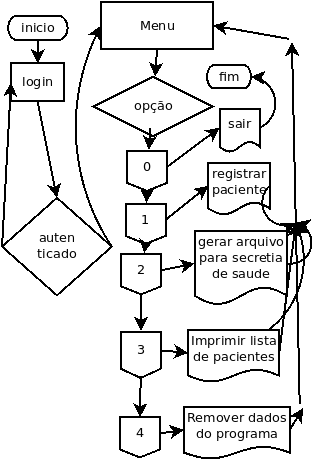 inicio
login
auten
ticado
Menu
opção
0
sair
fim
1
registrar
paciente
2
gerar arquivo
para secretia
de saude
3
Imprimir lista
de pacientes
4
Remover dados
do programa